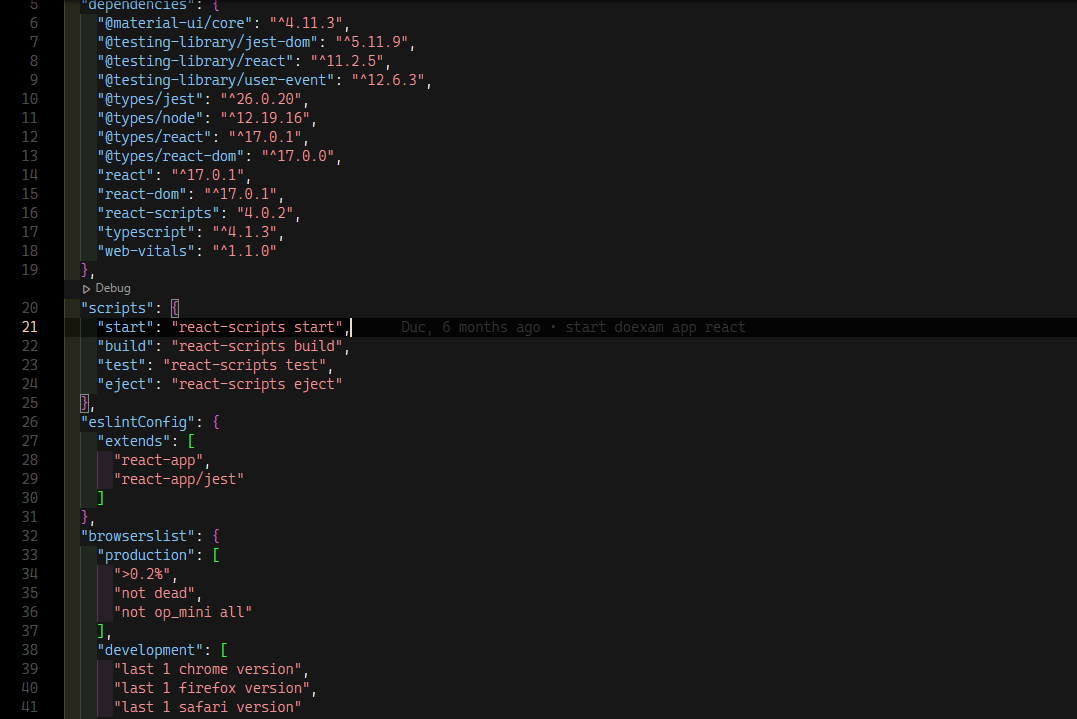 5 "dependencies": {
6 "@material-ui/core": "^4.11.3",
7 "@testing-library/jest-dom": "^5.11.9",
8 "@testing-library/react": "^11.2.5",
9 "@testing-library/user-event": "^12.6.3",
10 "@types/jest": "^26.0.20",
11 "@types/node": "^12.19.16",
12 "@types/react": "^17.0.1",
13 "@types/react-dom": "^17.0.0",
14 "react": "^17.0.1",
15 "react-dom": "^17.0.1",
16 "react-scripts": "4.0.2",
17 "typescript": "^4.1.3",
18 "web-vitals": "^1.1.0"
19 },
Debug
20 "scripts": {
21 "start": "react-scripts start", Duc, 6 months ago • start doexam app react
22 "build": "react-scripts build",
23 "test": "react-scripts test",
24 "eject": "react-scripts eject"
25 },
26 "eslintConfig": {
27 "extends": [
28 "react-app",
29 "react-app/jest"
30 ]
31 },
32 "browserslist": {
33 "production": [
34 ">0.2%",
35 "not dead",
36 "not op_mini all"
37 ],
38 "development": [
39 "last 1 chrome version",
40 "last 1 firefox version",
41 "last 1 safari version"